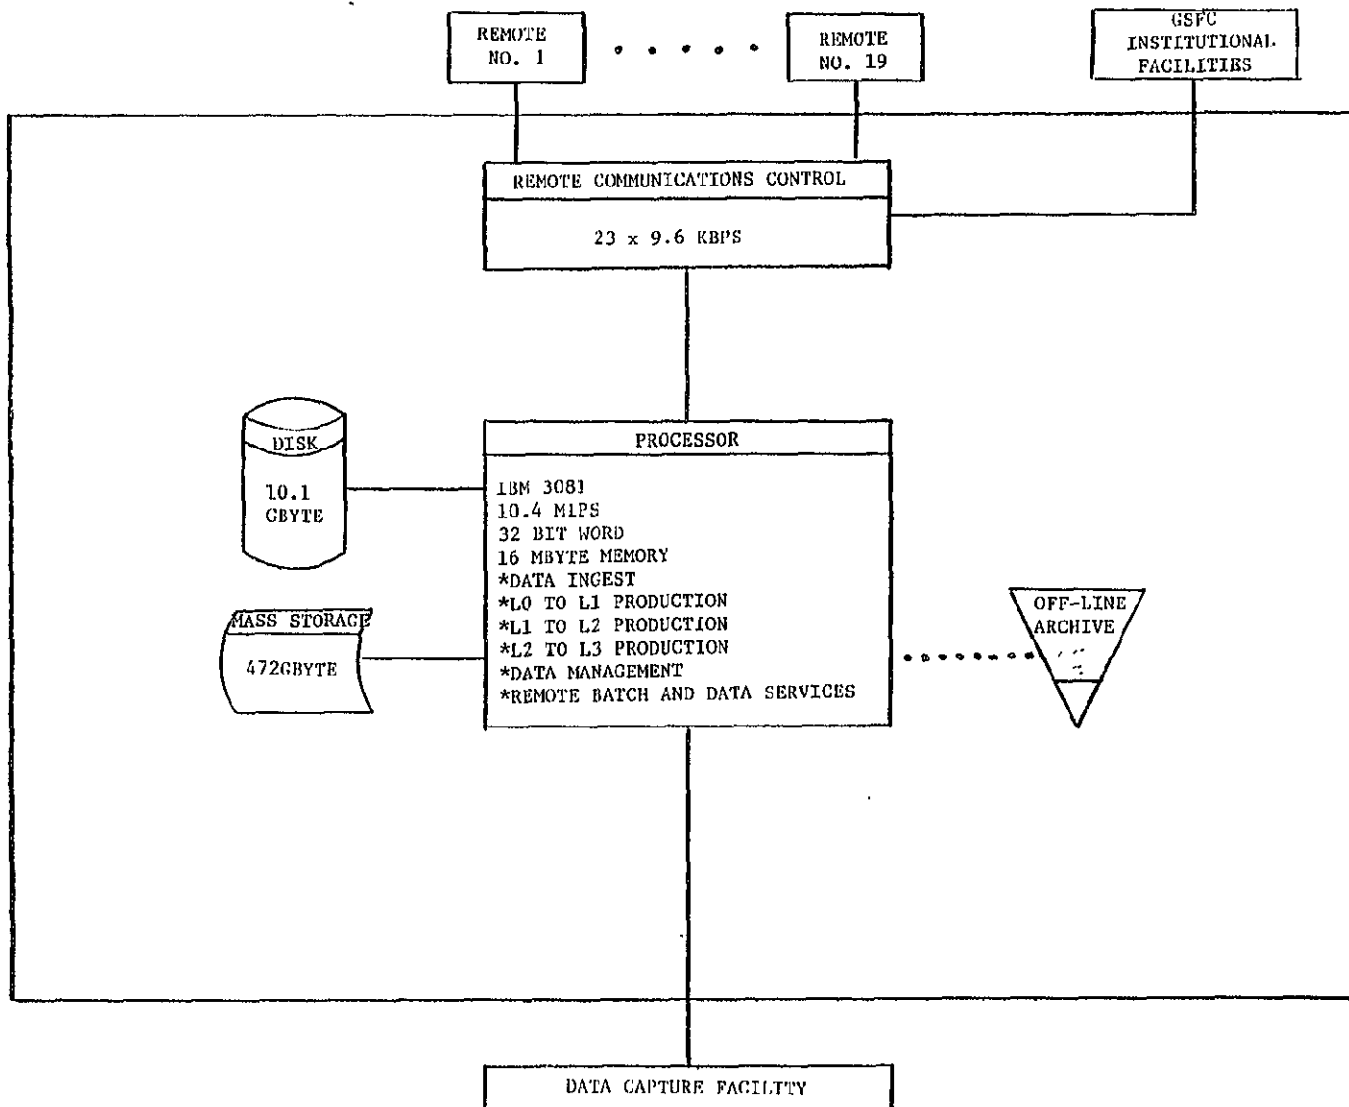 REMOTE
NO. 1
REMOTE
NO. 19
GSFC
INSTITUTIONAL
FACILITIES
REMOTE COMMUNICATIONS CONTROL
23 x 9.6 KBPS
DISK
10.1
GBYTE
PROCESSOR
IBM 3081
10.4 MIPS
32 BIT WORD
16 MBYTE MEMORY
*DATA INGEST
*L0 TO L1 PRODUCTION
*L1 TO L2 PRODUCTION
*L2 TO L3 PRODUCTION
*DATA MANAGEMENT
*REMOTE BATCH AND DATA SERVICES
MASS STORAGE
472GBYTE
OFF-LINE
ARCHIVE
DATA CAPTURE FACILITY